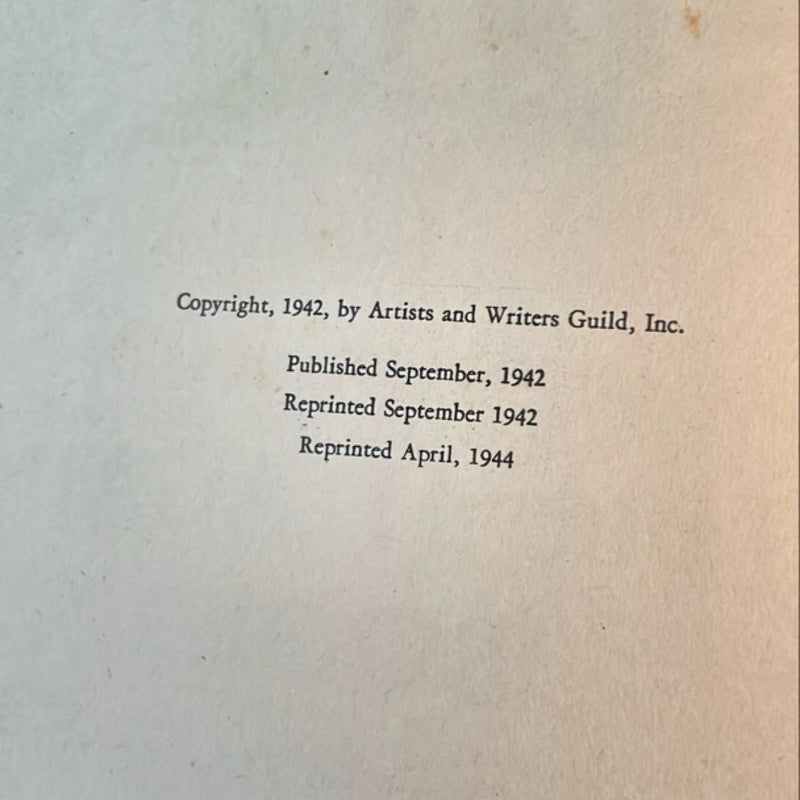 Copyright, 1942, by Artists and Writers Guild, Inc.
Published September, 1942
Reprinted September 1942
Reprinted April, 1944